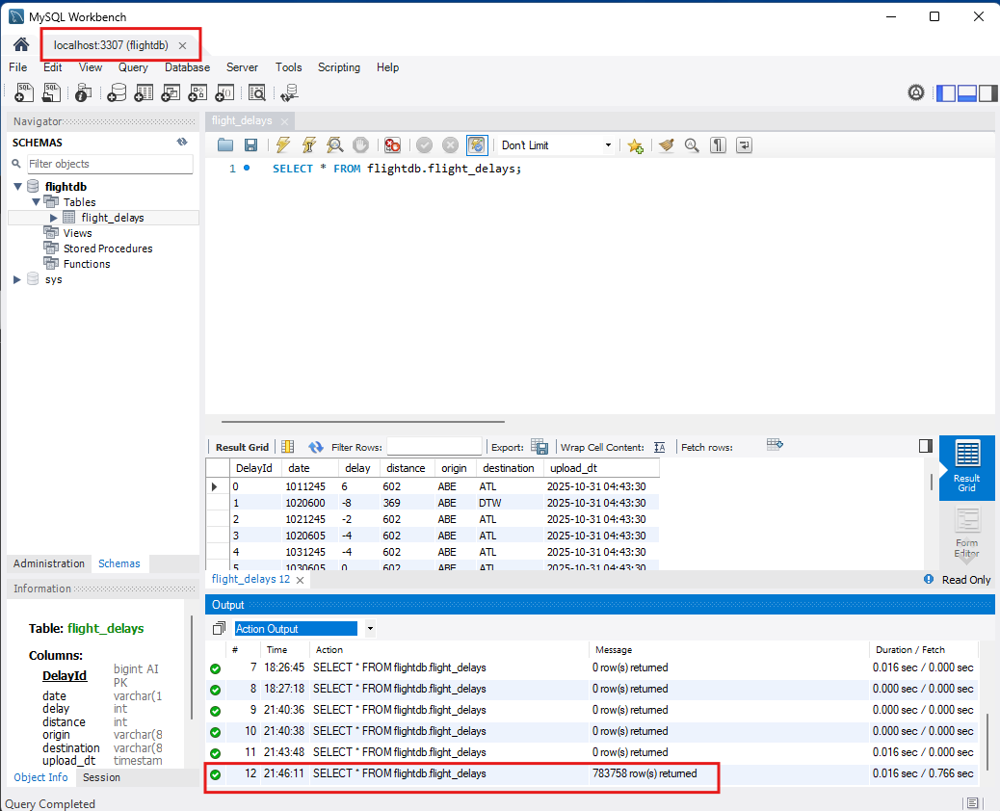 MySQL Workbench
localhost:3307 (flightdb)
File Edit View Query Database Server Tools Scripting Help
Navigator
flight_delays
SCHEMAS
Filter objects
Don't Limit
1 SELECT * FROM flightdb.flight_delays;
flightdb
Tables
flight_delays
Views
Stored Procedures
Functions
sys
Result Grid Filter Rows: Export: Wrap Cell Content: Fetch rows:
DelayId date delay distance origin destination upload_dt
0 1011245 6 602 ABE ATL 2025-10-31 04:43:30
1 1020600 -8 369 ABE DTW 2025-10-31 04:43:30
2 1021245 -2 602 ABE ATL 2025-10-31 04:43:30
3 1020605 -4 602 ABE ATL 2025-10-31 04:43:30
4 1031245 -4 602 ABE ATL 2025-10-31 04:43:30
5 1030605 0 602 ABE ATL 2025-10-31 04:43:30
Result
Grid
Form
Editor
Administration Schemas
flight_delays 12
Read Only
Information
Table: flight_delays
Columns:
DelayId bigint AI
PK
date varchar(1
delay int
distance int
origin varchar(8
destination varchar(8
upload_dt timestam
Object Info Session
Output
Action Output
# Time Action Message Duration / Fetch
7 18:26:45 SELECT * FROM flightdb.flight_delays 0 row(s) returned 0.016 sec / 0.000 sec
8 18:27:18 SELECT * FROM flightdb.flight_delays 0 row(s) returned 0.000 sec / 0.000 sec
9 21:40:36 SELECT * FROM flightdb.flight_delays 0 row(s) returned 0.000 sec / 0.000 sec
10 21:40:38 SELECT * FROM flightdb.flight_delays 0 row(s) returned 0.000 sec / 0.000 sec
11 21:43:48 SELECT * FROM flightdb.flight_delays 0 row(s) returned 0.016 sec / 0.000 sec
12 21:46:11 SELECT * FROM flightdb.flight_delays 783758 row(s) returned 0.016 sec / 0.766 sec
Query Completed